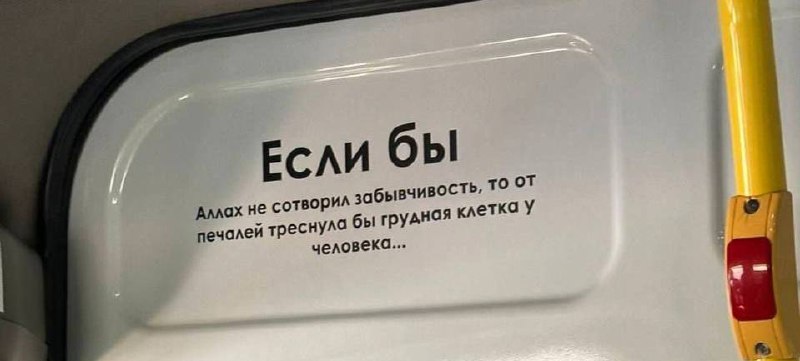 Если бы
Аллах не сотворил забывчивость, то от
печалей треснула бы грудная клетка у
человека...